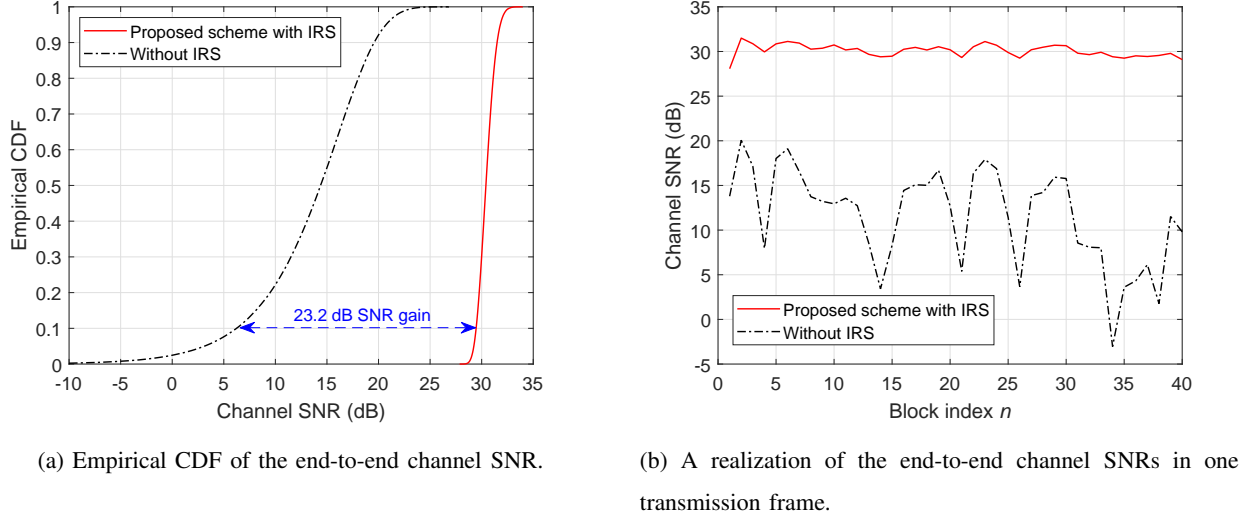 1
0.9
0.8
0.7
0.6
0.5
0.4
0.3
0.2
0.1
0
Empirical CDF
Proposed scheme with IRS
Without IRS
23.2 dB SNR gain
-10 -5 0 5 10 15 20 25 30 35
Channel SNR (dB)
(a) Empirical CDF of the end-to-end channel SNR.
35
30
25
20
15
10
5
0
-5
Channel SNR (dB)
Proposed scheme with IRS
Without IRS
0 5 10 15 20 25 30 35 40
Block index n
(b) A realization of the end-to-end channel SNRs in one
transmission frame.